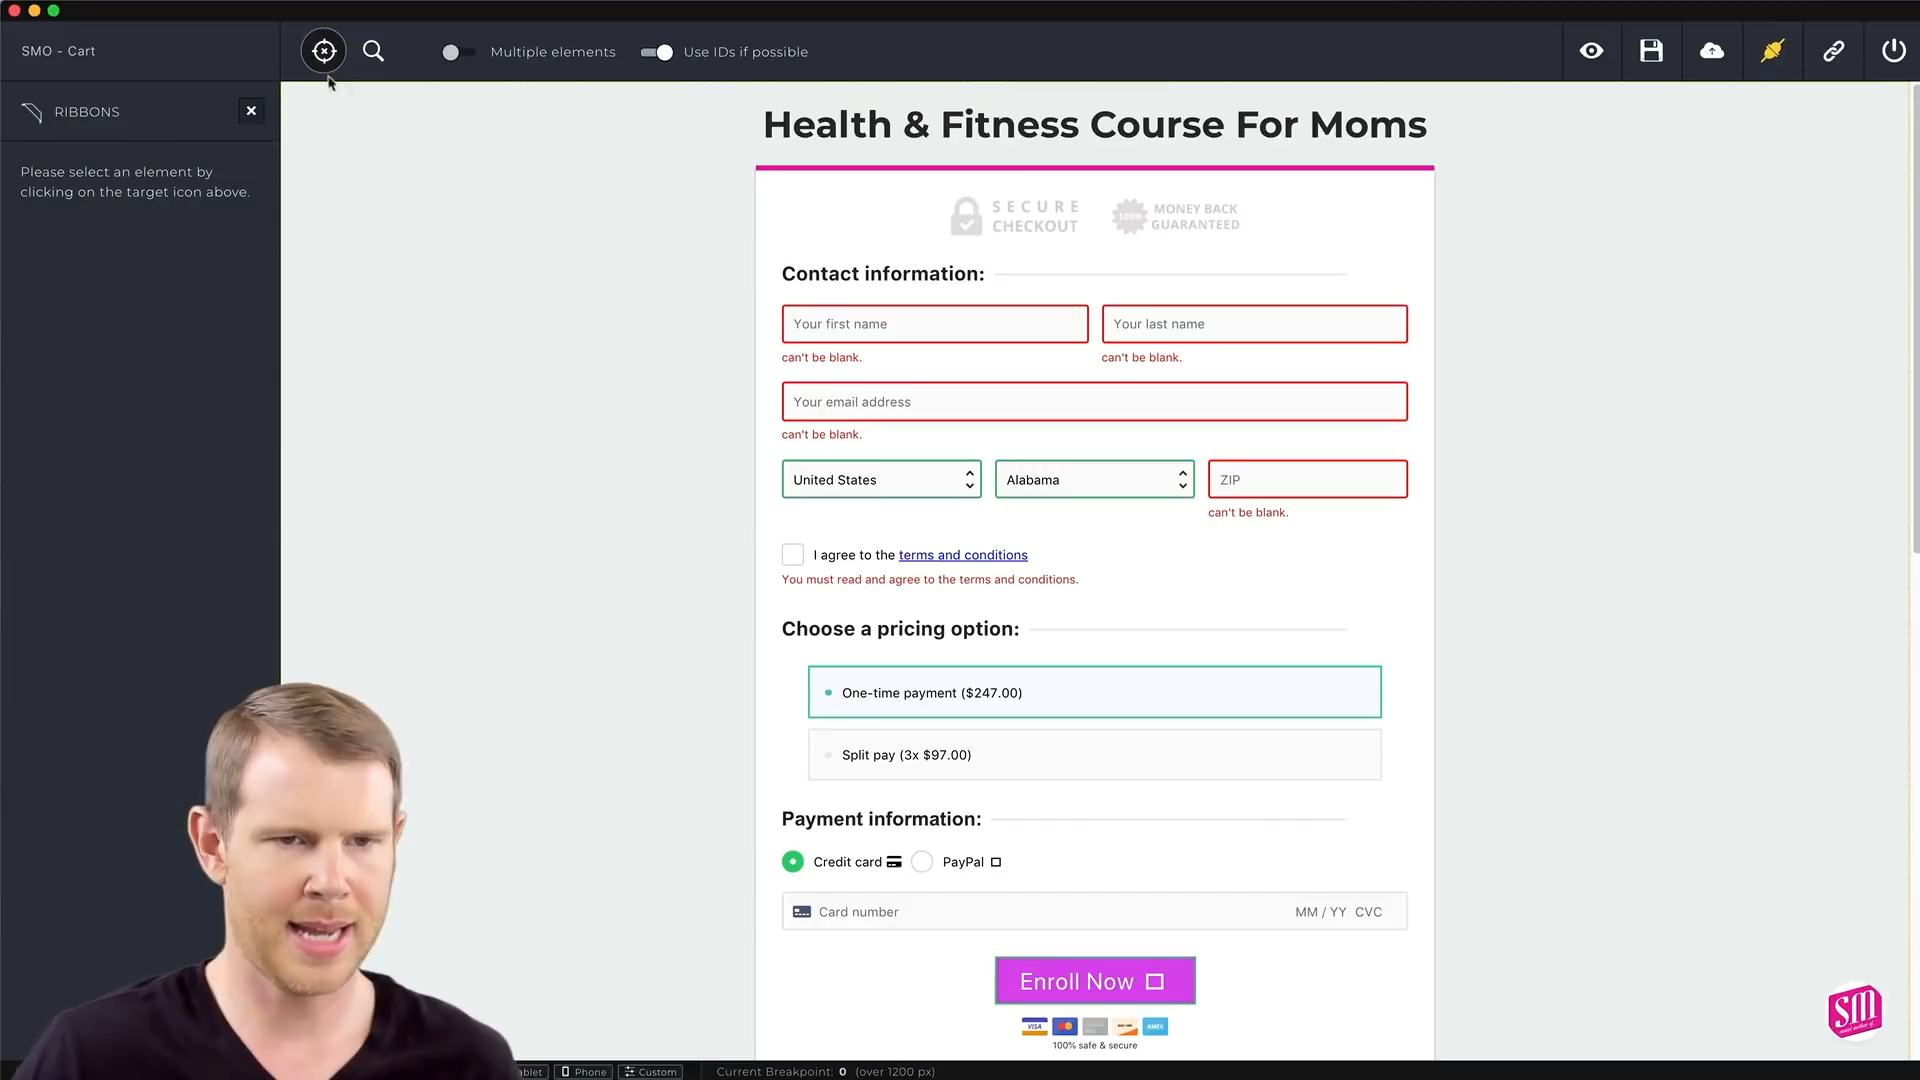 SMO - Cart
Multiple elements
Use IDs if possible
RIBBONS
Please select an element by
clicking on the target icon above.
Health & Fitness Course For Moms
SECURE
CHECKOUT
100%
MONEY BACK
GUARANTEED
Contact information:
Your first name
Your last name
can't be blank.
can't be blank.
Your email address
can't be blank.
United States
Alabama
ZIP
can't be blank.
I agree to the terms and conditions
You must read and agree to the terms and conditions.
Choose a pricing option:
One-time payment ($247.00)
Split pay (3x $97.00)
Payment information:
Credit card
PayPal
Card number
MM / YY CVC
Enroll Now
VISA
AMEX
100% safe & secure
SM
Phone
Custom
Current Breakpoint: 0 (over 1200 px)